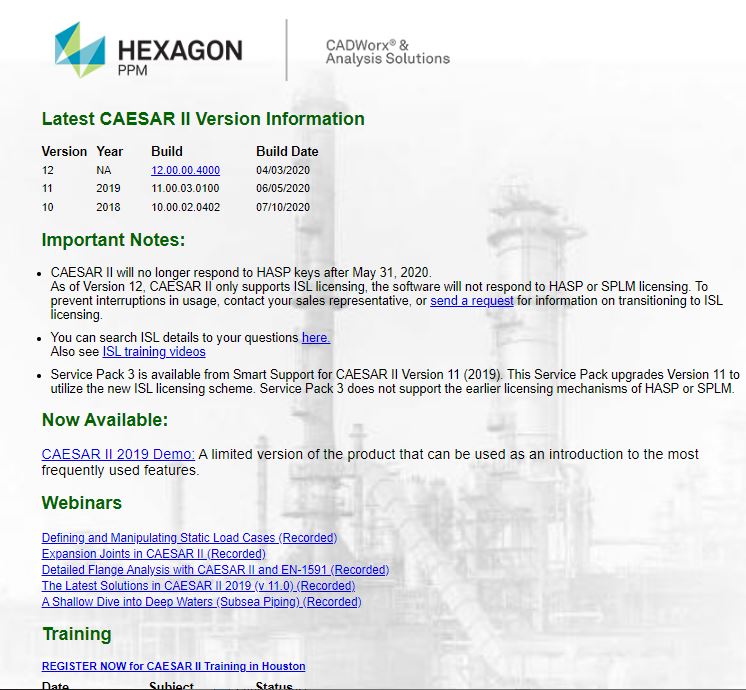 HEXAGON
PPM
CADWorx® &
Analysis Solutions
Latest CAESAR II Version Information
Version Year Build Build Date
12 NA 12.00.00.4000 04/03/2020
11 2019 11.00.03.0100 06/05/2020
10 2018 10.00.02.0402 07/10/2020
Important Notes:
• CAESAR II will no longer respond to HASP keys after May 31, 2020.
As of Version 12, CAESAR II only supports ISL licensing, the software will not respond to HASP or SPLM licensing. To
prevent interruptions in usage, contact your sales representative, or send a request for information on transitioning to ISL
licensing.
• You can search ISL details to your questions here.
Also see ISL training videos
• Service Pack 3 is available from Smart Support for CAESAR II Version 11 (2019). This Service Pack upgrades Version 11 to
utilize the new ISL licensing scheme. Service Pack 3 does not support the earlier licensing mechanisms of HASP or SPLM.
Now Available:
CAESAR II 2019 Demo: A limited version of the product that can be used as an introduction to the most
frequently used features.
Webinars
Defining and Manipulating Static Load Cases (Recorded)
Expansion Joints in CAESAR II (Recorded)
Detailed Flange Analysis with CAESAR II and EN-1591 (Recorded)
The Latest Solutions in CAESAR II 2019 (v 11.0) (Recorded)
A Shallow Dive into Deep Waters (Subsea Piping) (Recorded)
Training
REGISTER NOW for CAESAR II Training in Houston
Date Subject Status